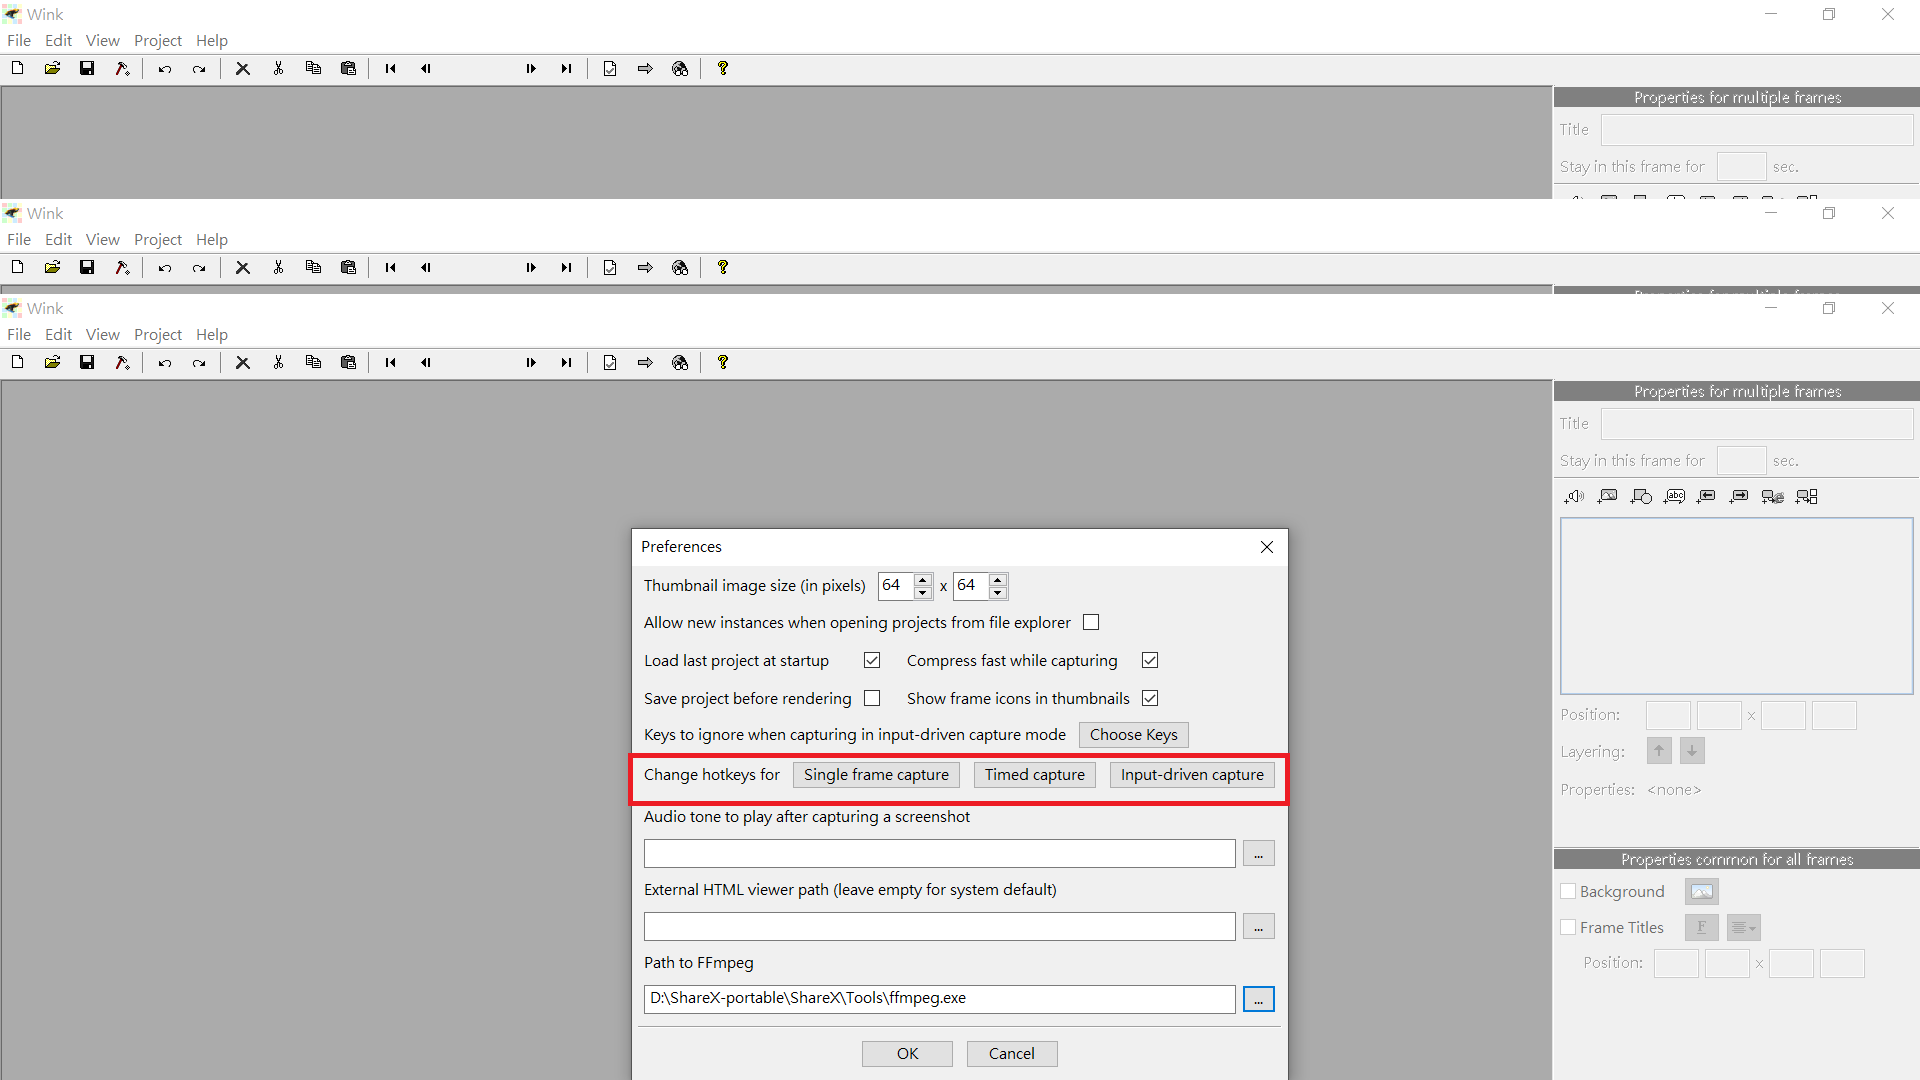 Wink
File Edit View Project Help
Properties for multiple frames
Title
Stay in this frame for sec.
Wink
File Edit View Project Help
Wink
File Edit View Project Help
Properties for multiple frames
Title
Stay in this frame for sec.
abc
Preferences
Thumbnail image size (in pixels) 64 x 64
Allow new instances when opening projects from file explorer
Load last project at startup Compress fast while capturing
Save project before rendering Show frame icons in thumbnails
Keys to ignore when capturing in input-driven capture mode Choose Keys
Change hotkeys for Single frame capture Timed capture Input-driven capture
Audio tone to play after capturing a screenshot
...
External HTML viewer path (leave empty for system default)
...
Path to FFmpeg
D:\ShareX-portable\ShareX\Tools\ffmpeg.exe ...
OK Cancel
Position: x
Layering:
Properties: <none>
Properties common for all frames
Background
Frame Titles F
Position: x